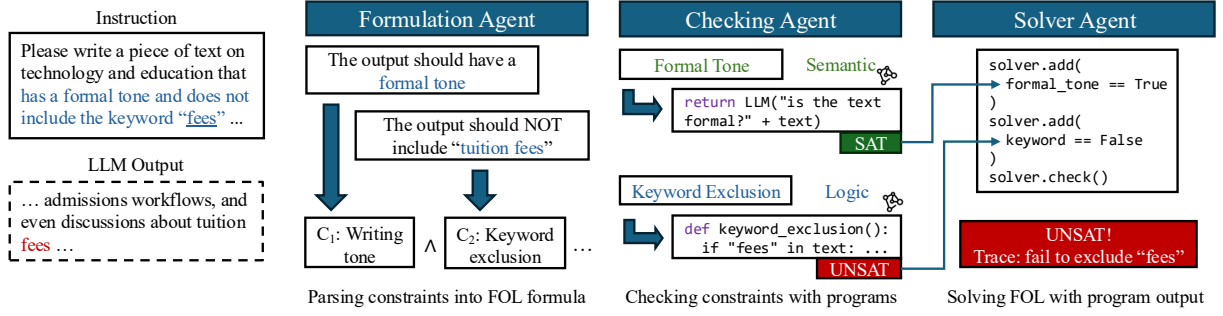 Instruction
Please write a piece of text on
technology and education that
has a formal tone and does not
include the keyword “fees” ...
LLM Output
… admissions workflows, and
even discussions about tuition
fees …
Formulation Agent
The output should have a
formal tone
The output should NOT
include “tuition fees”
C₁: Writing
tone
∧
C₂: Keyword
exclusion
…
Parsing constraints into FOL formula
Checking Agent
Formal Tone
Semantic
return LLM("is the text
formal?" + text)
SAT
Keyword Exclusion
Logic
def keyword_exclusion():
if "fees" in text: ...
UNSAT
Checking constraints with programs
Solver Agent
solver.add(
formal_tone == True
)
solver.add(
keyword == False
)
solver.check()
UNSAT!
Trace: fail to exclude “fees”
Solving FOL with program output